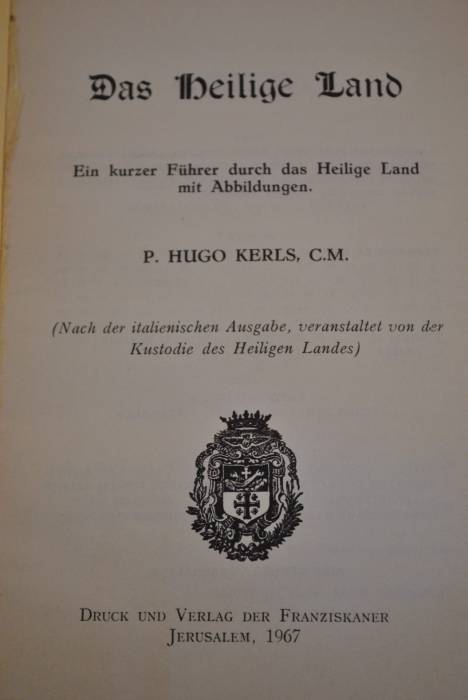 Das Heilige Land
Ein kurzer Führer durch das Heilige Land
mit Abbildungen.
P. HUGO KERLS, C.M.
(Nach der italienischen Ausgabe, veranstaltet von der
Kustodie des Heiligen Landes)
DRUCK UND VERLAG DER FRANZISKANER
JERUSALEM, 1967